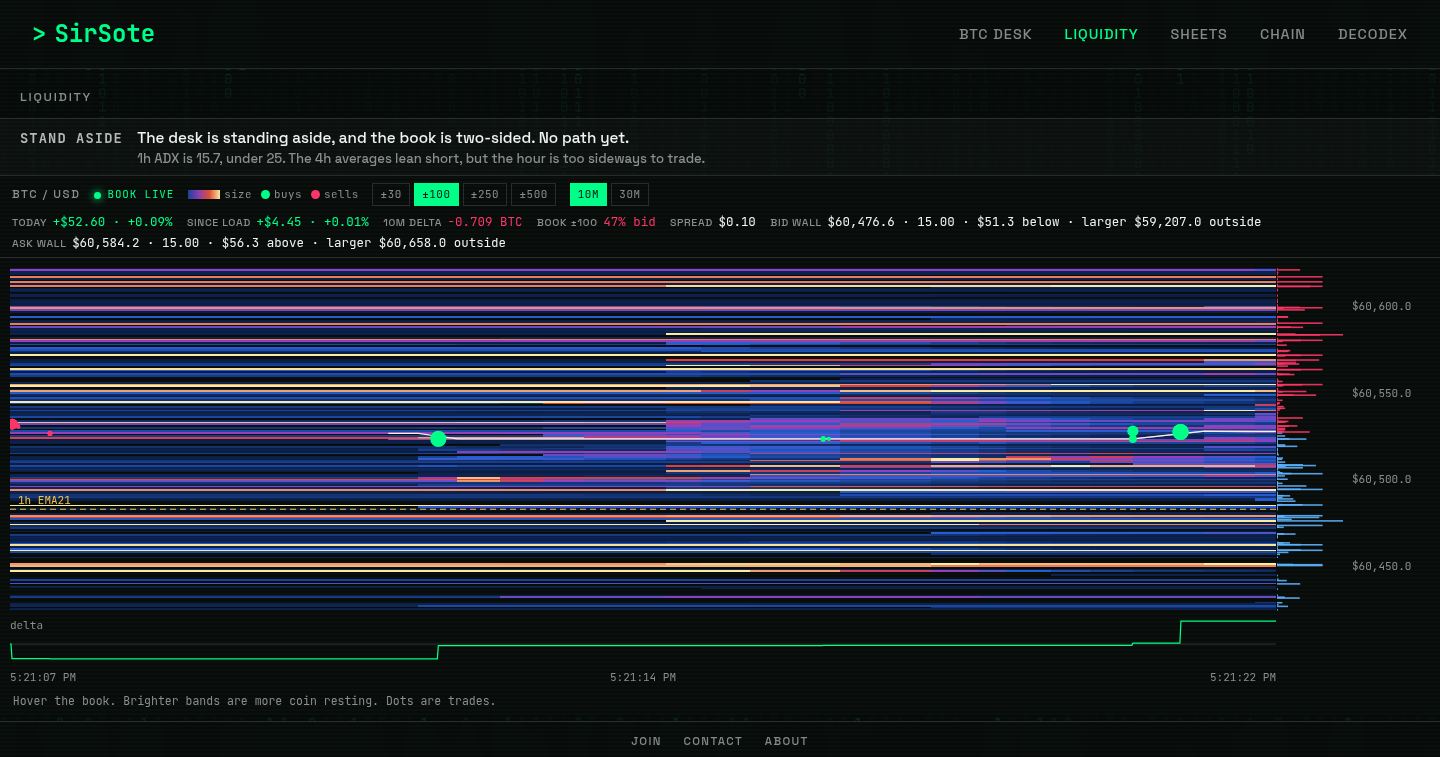 > SirSote
BTC DESK LIQUIDITY SHEETS CHAIN DECODEX
LIQUIDITY
STAND ASIDE The desk is standing aside, and the book is two-sided. No path yet.
1h ADX is 15.7, under 25. The 4h averages lean short, but the hour is too sideways to trade.
BTC / USD BOOK LIVE size buys sells ±30 ±100 ±250 ±500 10M 30M
TODAY +$52.60 · +0.09% SINCE LOAD +$4.45 · +0.01% 10M DELTA -0.709 BTC BOOK ±100 47% bid SPREAD $0.10 BID WALL $60,476.6 · 15.00 · $51.3 below · larger $59,207.0 outside
ASK WALL $60,584.2 · 15.00 · $56.3 above · larger $60,658.0 outside
$60,600.0
$60,550.0
$60,500.0
1h EMA21
$60,450.0
delta
5:21:07 PM 5:21:14 PM 5:21:22 PM
Hover the book. Brighter bands are more coin resting. Dots are trades.
JOIN CONTACT ABOUT